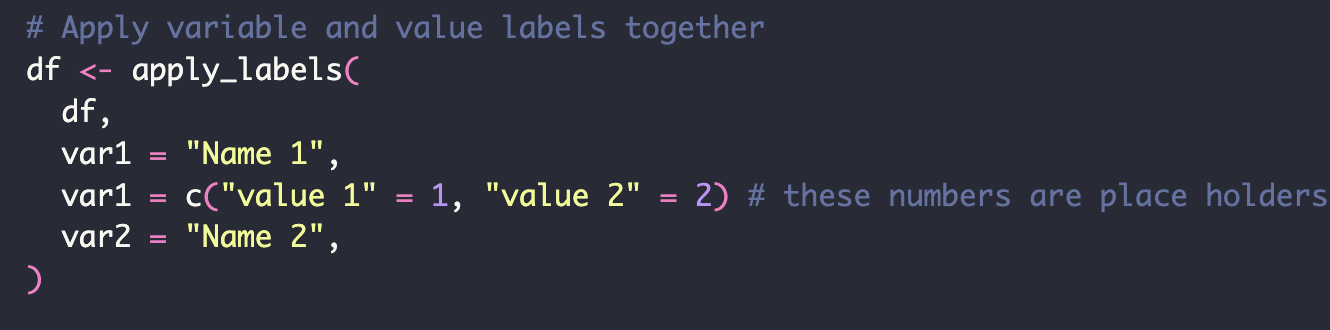 # Apply variable and value labels together
df <- apply_labels(
  df,
  var1 = "Name 1",
  var1 = c("value 1" = 1, "value 2" = 2) # these numbers are place holders
  var2 = "Name 2",
)